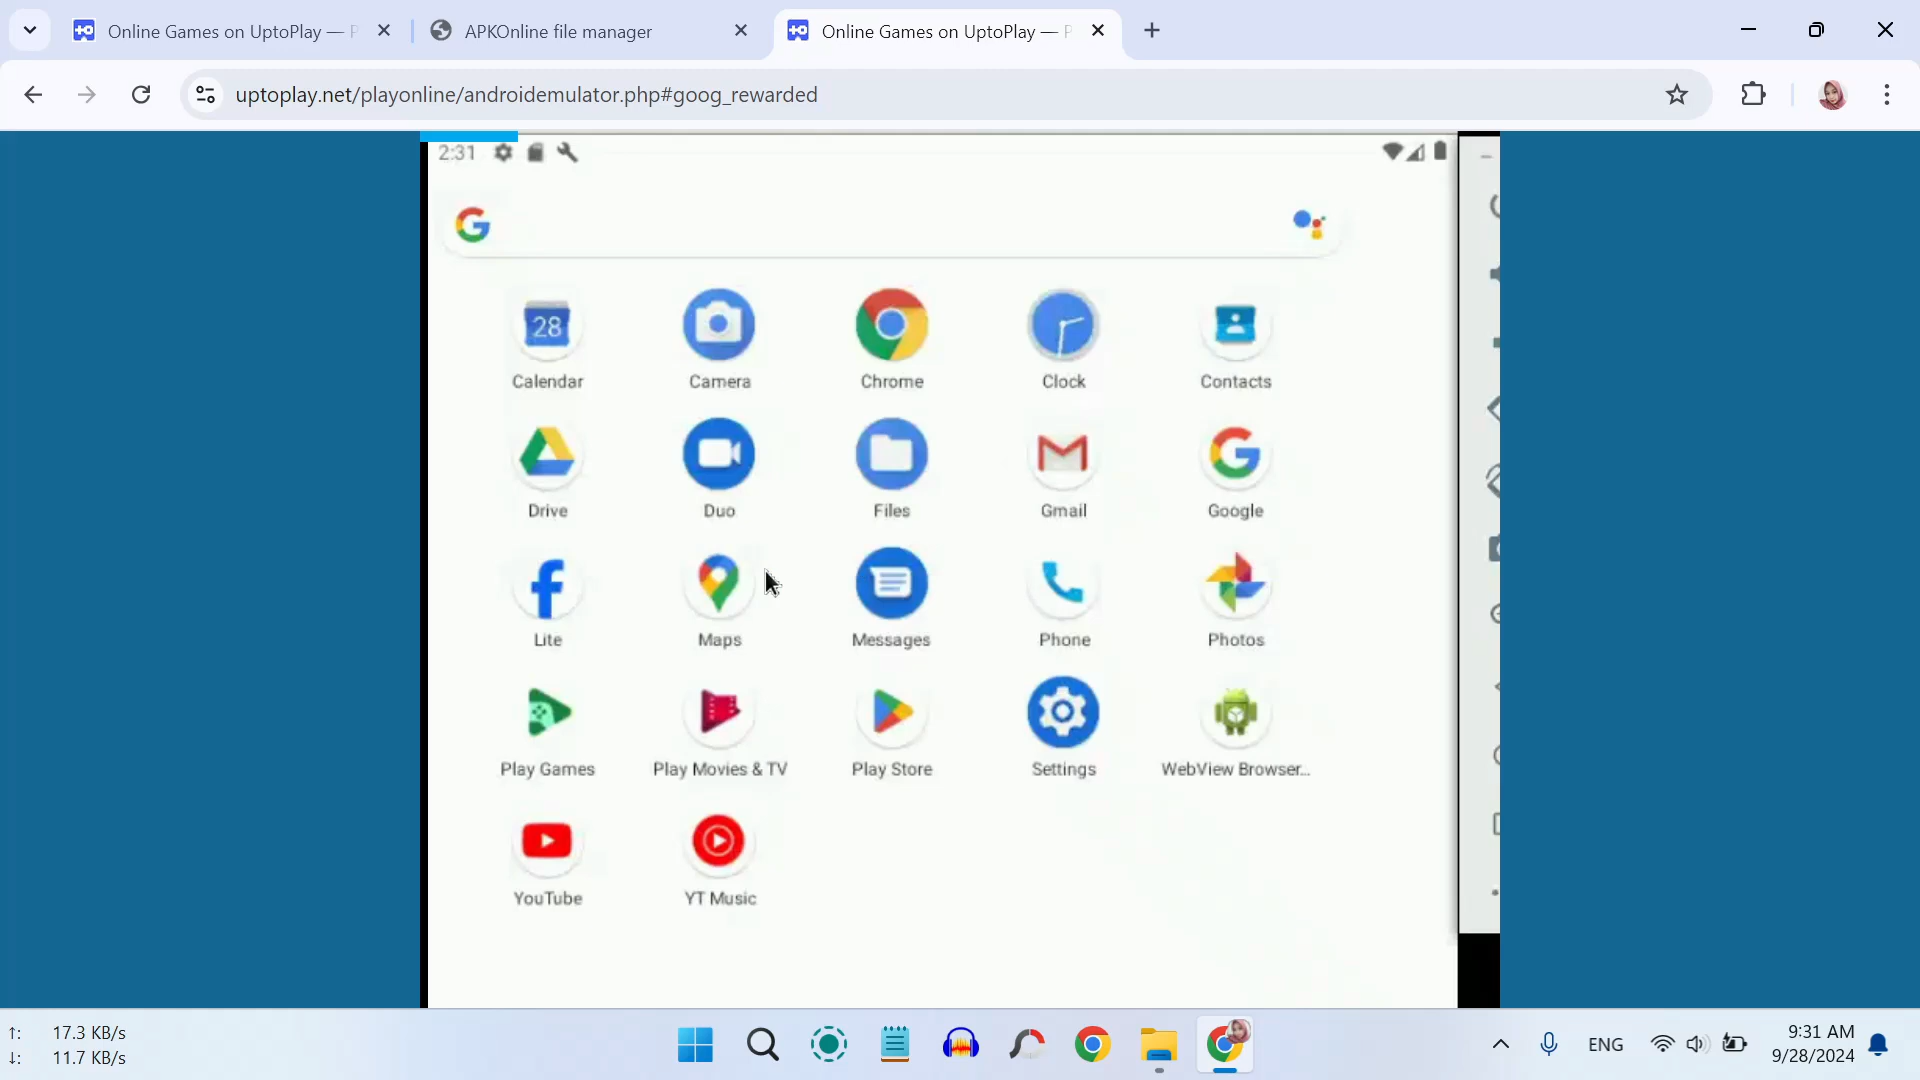 Online Games on UptoPlay — P
APKOnline file manager
Online Games on UptoPlay — P
uptoplay.net/playonline/androidemulator.php#goog_rewarded
2:31
28
Calendar
Camera
Chrome
Clock
Contacts
Drive
Duo
Files
Gmail
Google
Lite
Maps
Messages
Phone
Photos
Play Games
Play Movies & TV
Play Store
Settings
WebView Browser...
YouTube
YT Music
↑: 17.3 KB/s
↓: 11.7 KB/s
ENG
9:31 AM
9/28/2024